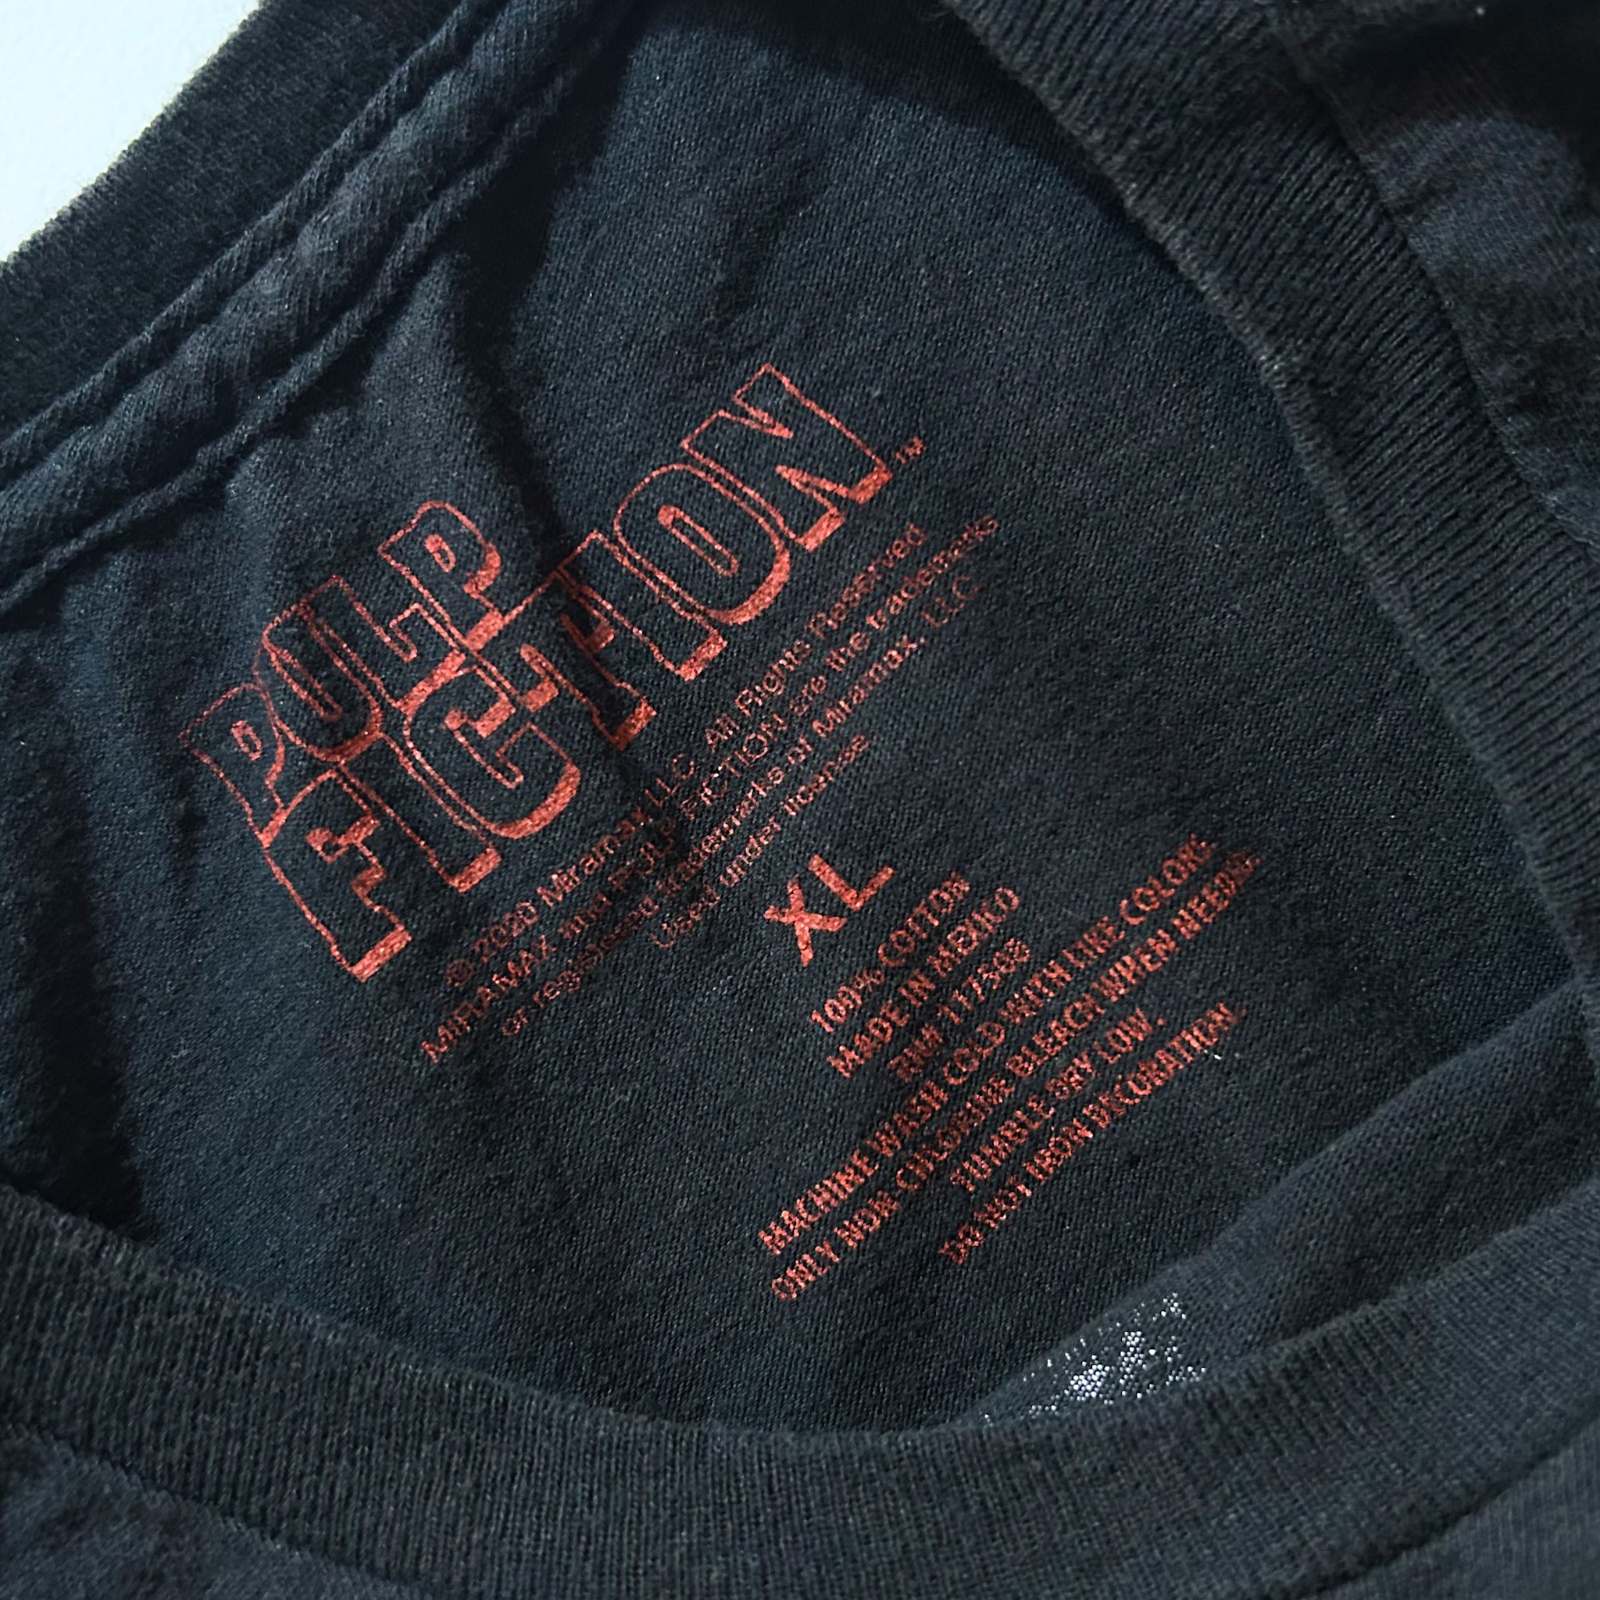 PULP
FICTION™
© 2020 Miramax LLC. All Rights Reserved
MIRAMAX and PULP FICTION are the trademarks
or registered trademarks of Miramax, LLC
Used under license
XL
100% COTTON
MADE IN MEXICO
RNM 117508
MACHINE WASH COLD WITH LIKE COLORS
ONLY NON-CHLORINE BLEACH WHEN NEEDED
TUMBLE DRY LOW.
DO NOT IRON DECORATION.